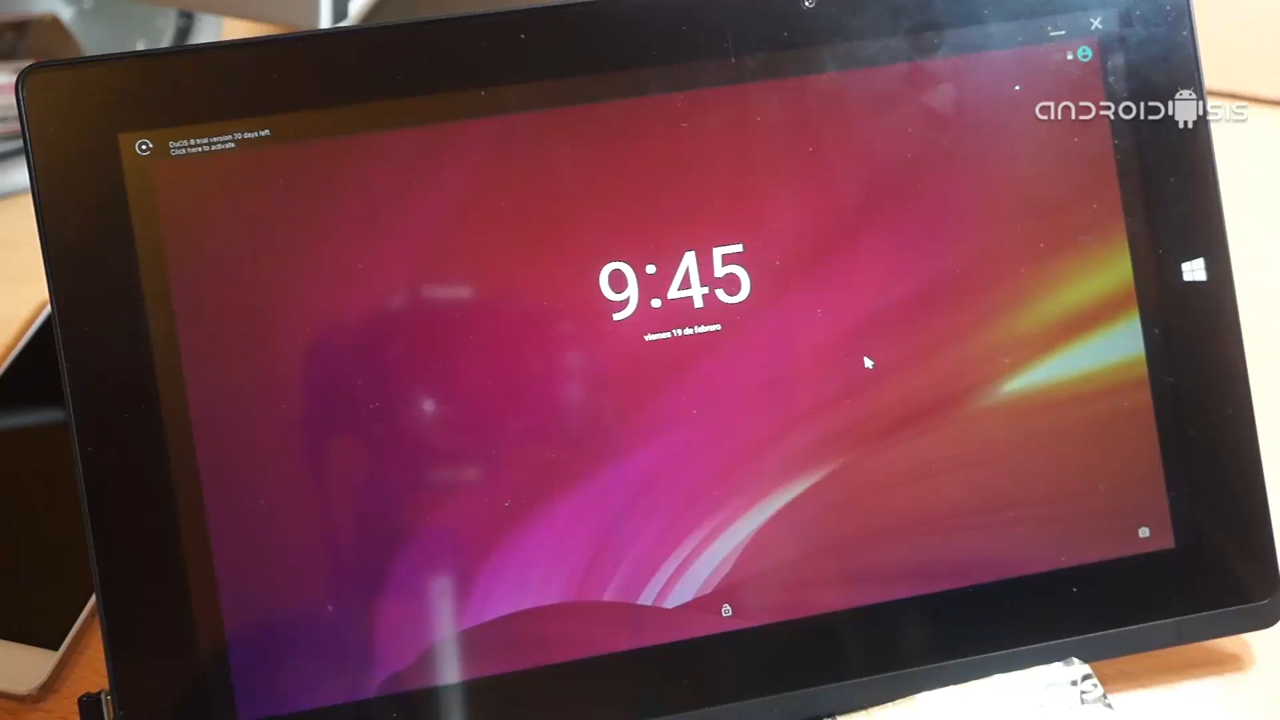 DuOS @ trial version 30 days left
Click here to activate
ANDROIDSIS
9:45
viernes 19 de febrero